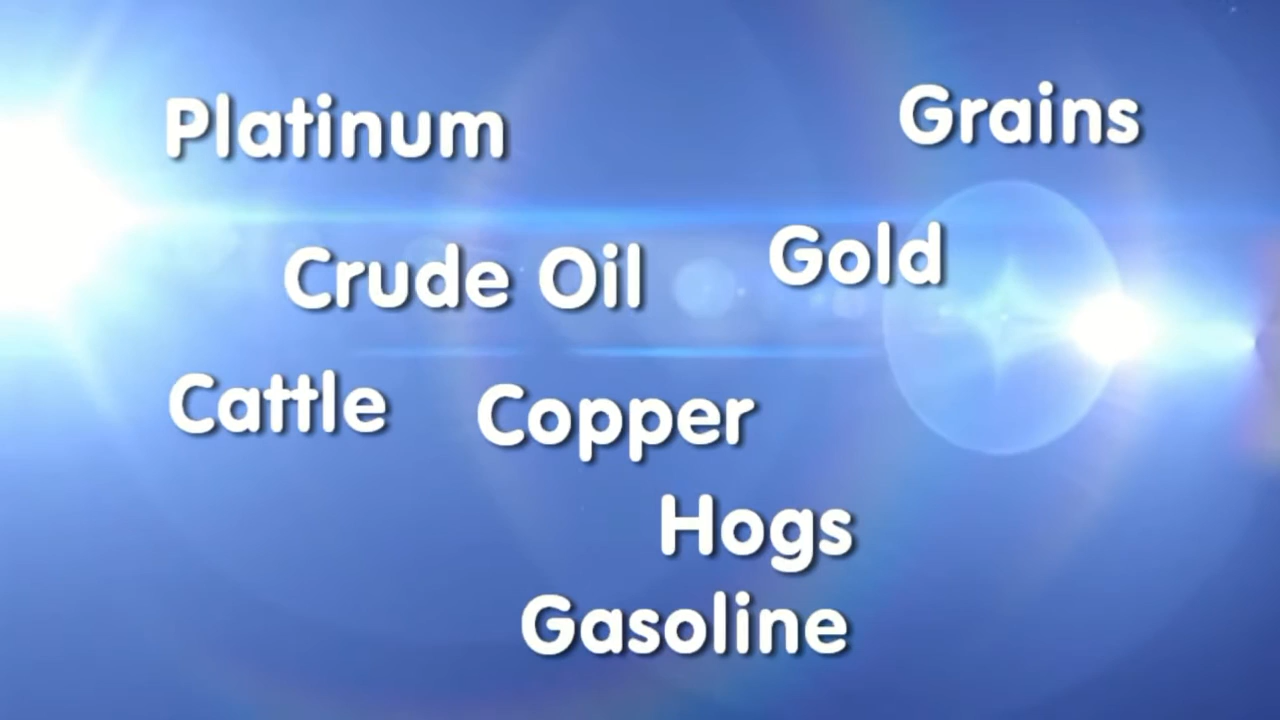 Platinum
Grains
Crude Oil
Gold
Cattle
Copper
Hogs
Gasoline